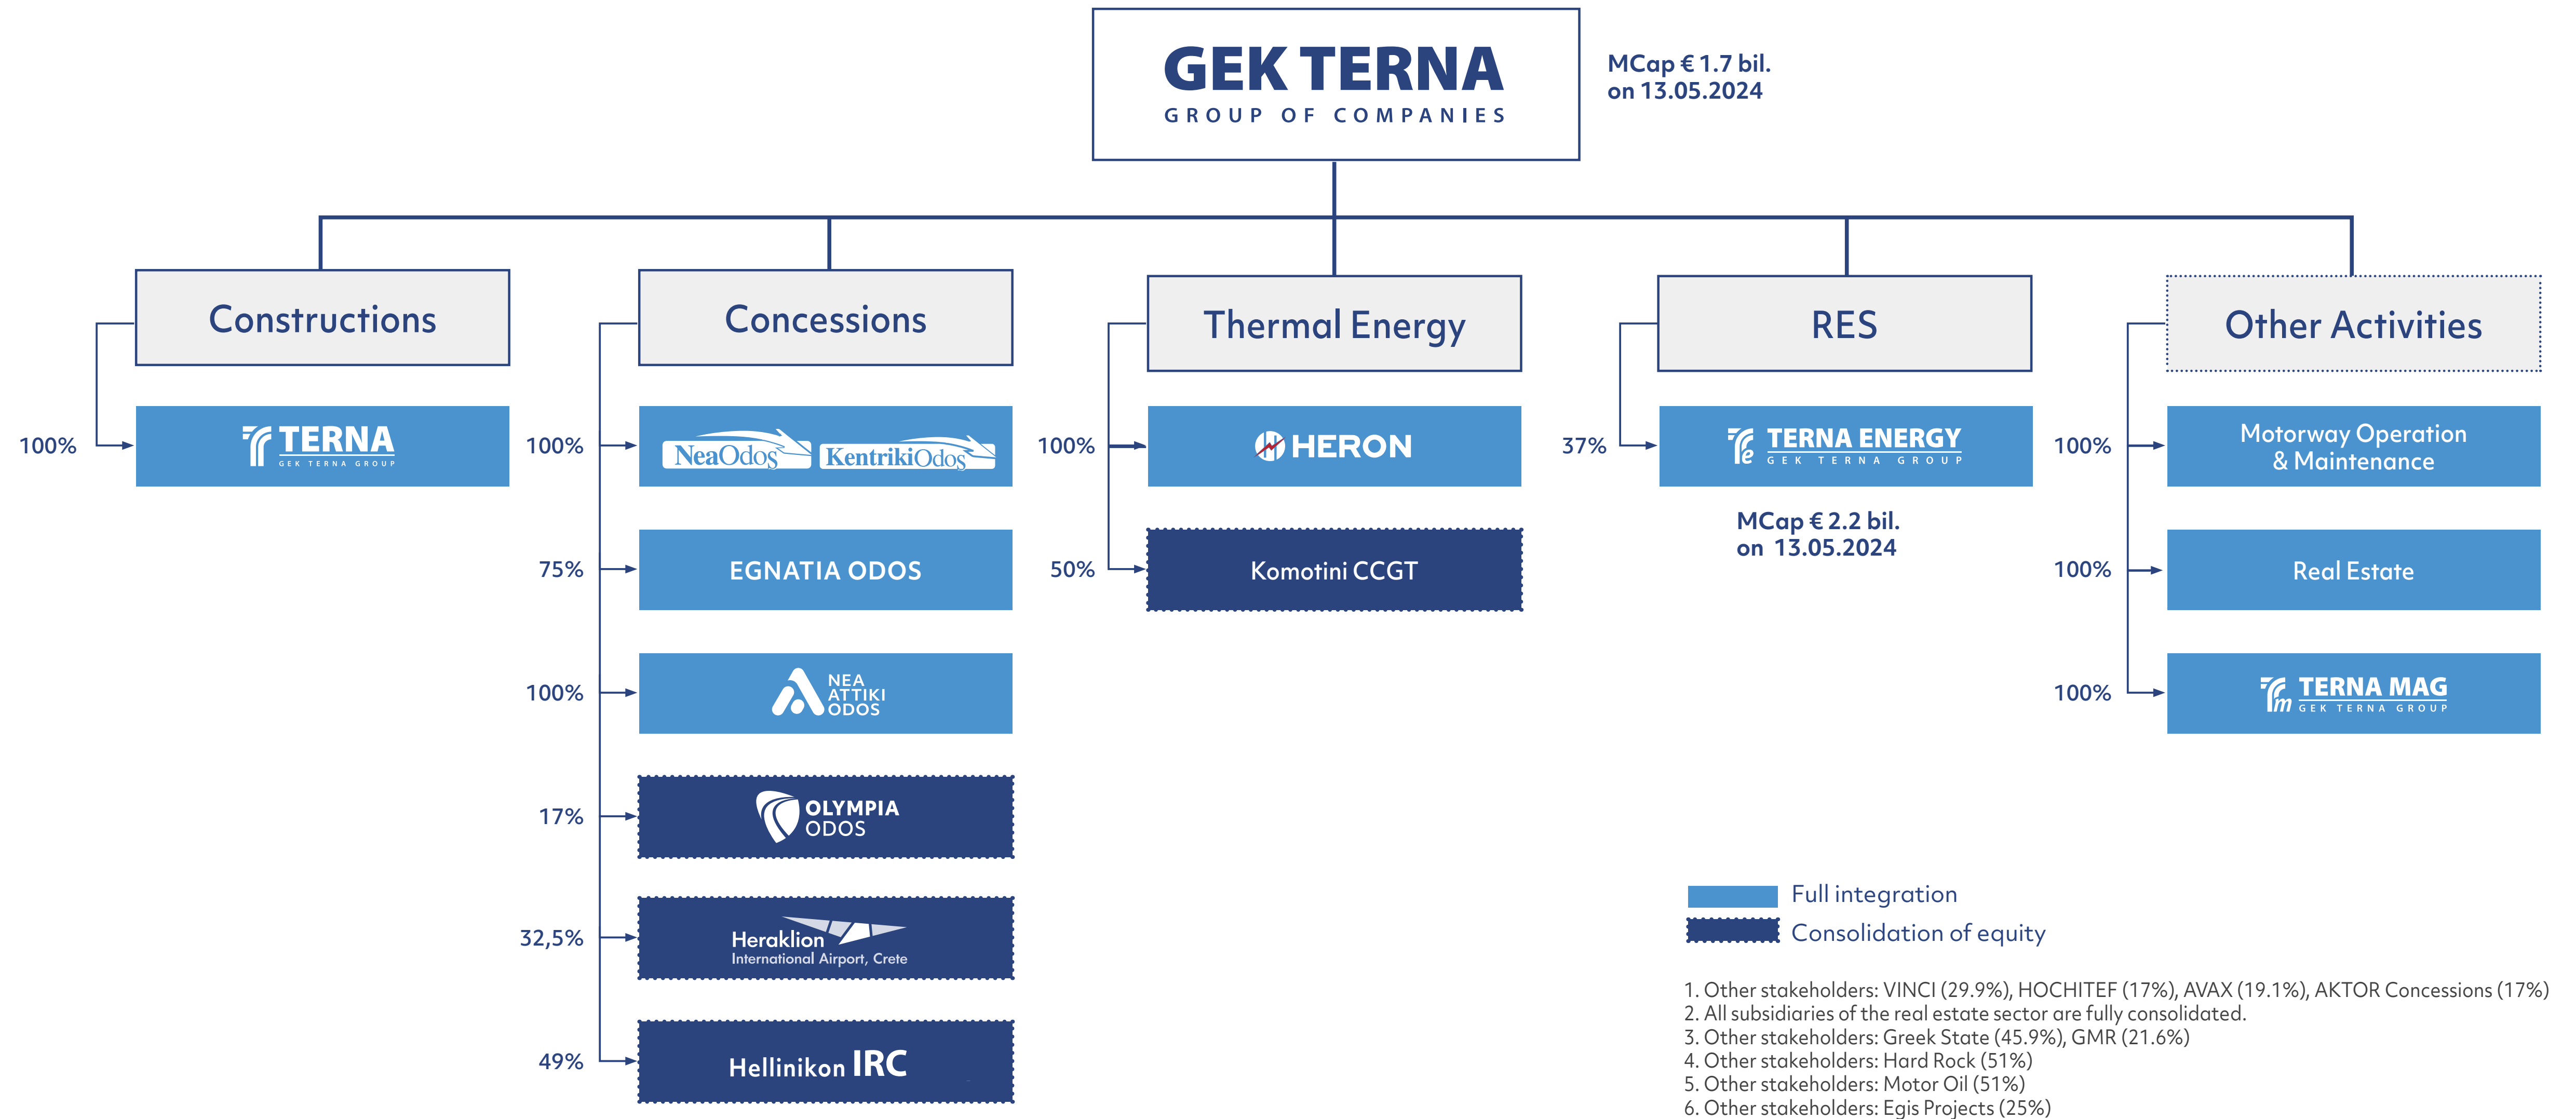 GEK TERNA
GROUP OF COMPANIES
MCap € 1.7 bil.
on 13.05.2024
Constructions
100%
TERNA
GEK TERNA GROUP
Concessions
100%
NeaOdos
KentrikiOdos
75%
EGNATIA ODOS
100%
NEA
ATTIKI
ODOS
17%
OLYMPIA
ODOS
32,5%
Heraklion
International Airport, Crete
49%
Hellinikon IRC
Thermal Energy
100%
HERON
50%
Komotini CCGT
RES
37%
TERNA ENERGY
GEK TERNA GROUP
MCap € 2.2 bil.
on 13.05.2024
Other Activities
100%
Motorway Operation
& Maintenance
100%
Real Estate
100%
TERNA MAG
GEK TERNA GROUP
Full integration
Consolidation of equity
1. Other stakeholders: VINCI (29.9%), HOCHITEF (17%), AVAX (19.1%), AKTOR Concessions (17%)
2. All subsidiaries of the real estate sector are fully consolidated.
3. Other stakeholders: Greek State (45.9%), GMR (21.6%)
4. Other stakeholders: Hard Rock (51%)
5. Other stakeholders: Motor Oil (51%)
6. Other stakeholders: Egis Projects (25%)